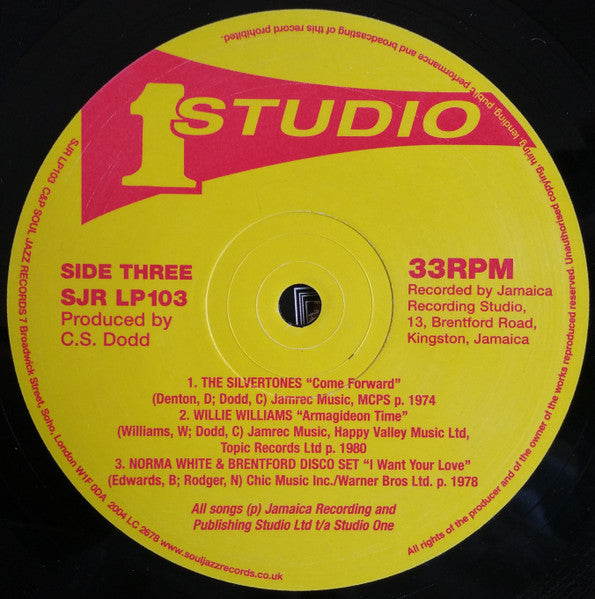 1 STUDIO
SIDE THREE
SJR LP103
Produced by
C.S. Dodd
33RPM
Recorded by Jamaica
Recording Studio,
13, Brentford Road,
Kingston, Jamaica
1. THE SILVERTONES “Come Forward”
(Denton, D; Dodd, C) Jamrec Music, MCPS p. 1974
2. WILLIE WILLIAMS “Armagideon Time”
(Williams, W; Dodd, C) Jamrec Music, Happy Valley Music Ltd,
Topic Records Ltd p. 1980
3. NORMA WHITE & BRENTFORD DISCO SET “I Want Your Love”
(Edwards, B; Rodger, N) Chic Music Inc./Warner Bros Ltd. p. 1978
All songs (p) Jamaica Recording and
Publishing Studio Ltd t/a Studio One
SJR LP103 C&P SOUL JAZZ RECORDS 7 Broadwick Street, Soho, London W1F 0DA 2004 LC 2678 www.souljazzrecords.co.uk
All rights of the producer and of the owner of the works reproduced reserved. Unauthorised copying, hiring, lending, public performance and broadcasting of this record prohibited.